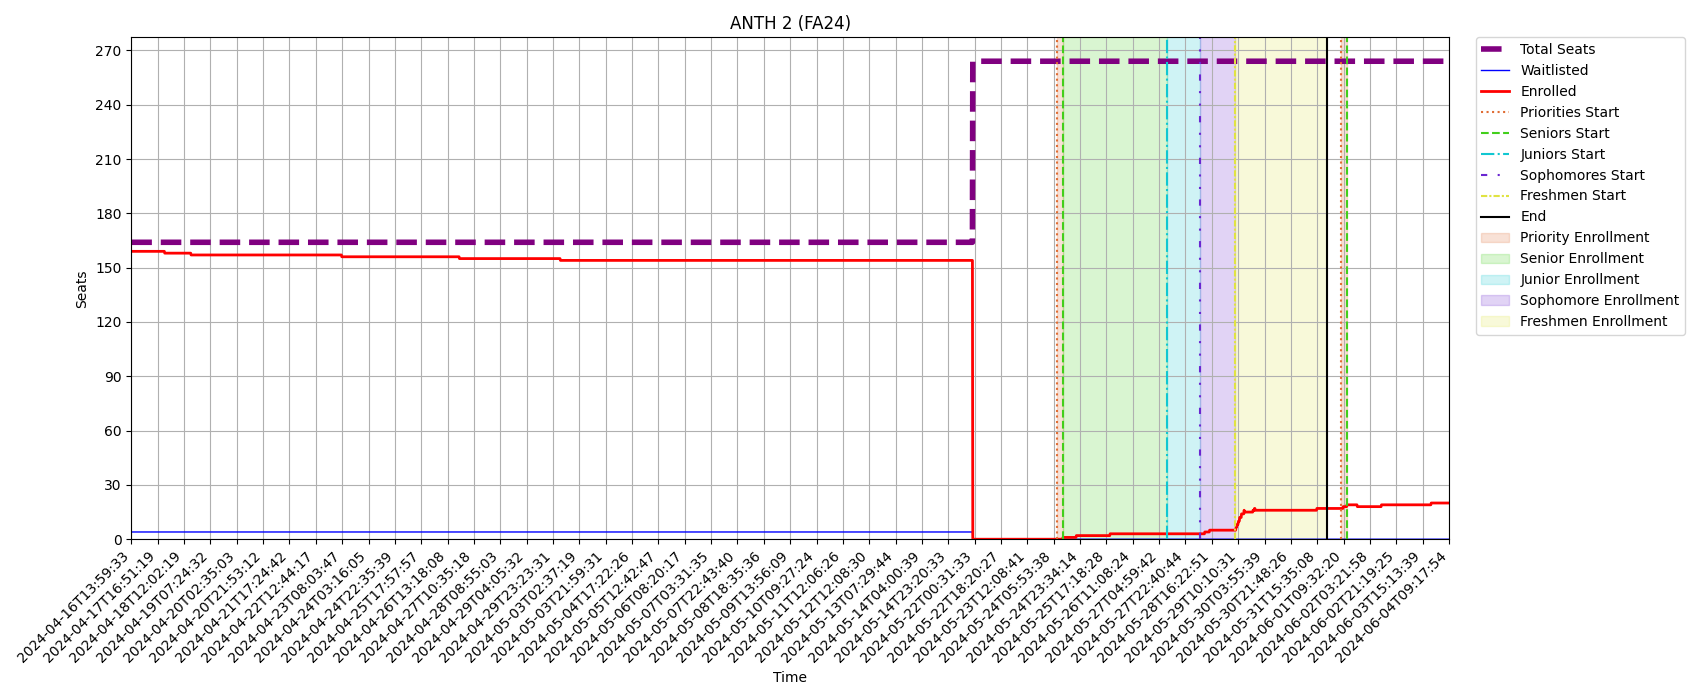 ANTH 2 (FA24)
270
240
210
180
150
120
90
60
30
0
Seats
2024-04-16T13:59:33
2024-04-17T16:51:19
2024-04-18T12:02:19
2024-04-19T07:24:32
2024-04-20T02:35:03
2024-04-20T21:53:12
2024-04-21T17:24:42
2024-04-22T12:44:17
2024-04-23T08:03:47
2024-04-24T03:16:05
2024-04-24T22:35:39
2024-04-25T17:57:57
2024-04-26T13:18:08
2024-04-27T10:35:18
2024-04-28T08:55:03
2024-04-29T04:05:32
2024-04-29T23:23:31
2024-05-03T02:37:19
2024-05-03T21:59:31
2024-05-04T17:22:26
2024-05-05T12:42:47
2024-05-06T08:20:17
2024-05-07T03:31:35
2024-05-07T22:43:40
2024-05-08T18:35:36
2024-05-09T13:56:09
2024-05-10T09:27:24
2024-05-11T12:06:26
2024-05-12T12:08:30
2024-05-13T07:29:44
2024-05-14T04:00:39
2024-05-14T23:20:33
2024-05-22T00:31:33
2024-05-22T18:20:27
2024-05-23T12:08:41
2024-05-24T05:53:38
2024-05-24T23:34:14
2024-05-25T17:18:28
2024-05-26T11:08:24
2024-05-27T04:59:42
2024-05-27T22:40:44
2024-05-28T16:22:51
2024-05-29T10:10:31
2024-05-30T03:55:39
2024-05-30T21:48:26
2024-05-31T15:35:08
2024-06-01T09:32:20
2024-06-02T03:21:58
2024-06-02T21:19:25
2024-06-03T15:13:39
2024-06-04T09:17:54
Time
Total Seats
Waitlisted
Enrolled
Priorities Start
Seniors Start
Juniors Start
Sophomores Start
Freshmen Start
End
Priority Enrollment
Senior Enrollment
Junior Enrollment
Sophomore Enrollment
Freshmen Enrollment